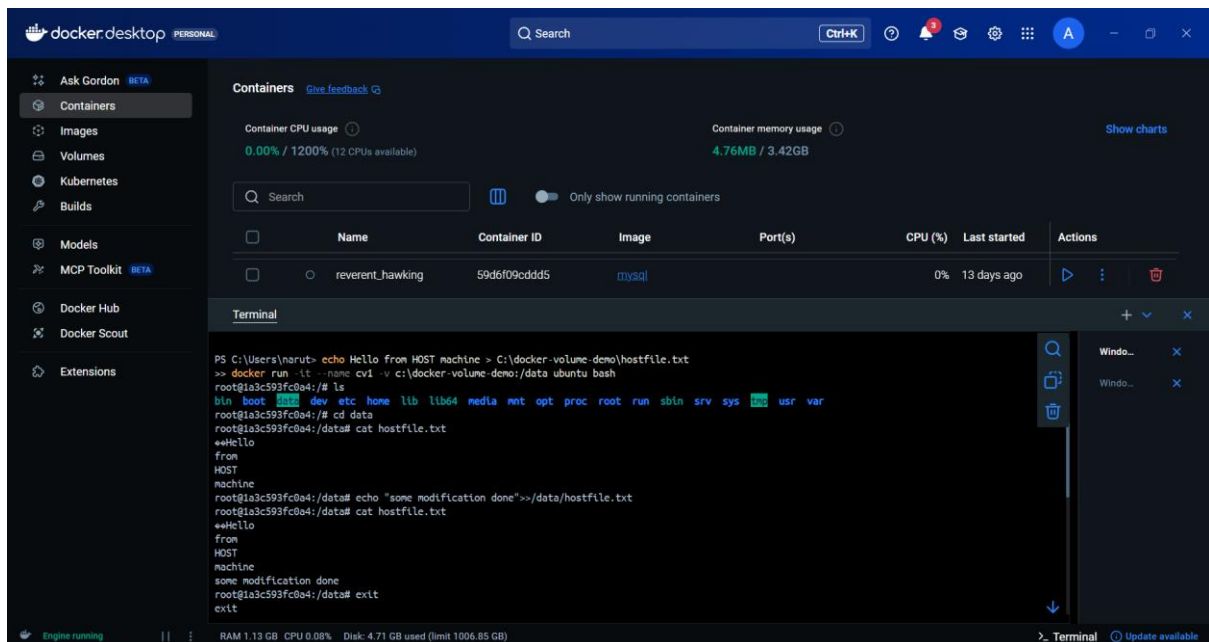 docker.desktop PERSONAL
Search
Ctrl+K
3
A
Ask Gordon BETA
Containers
Images
Volumes
Kubernetes
Builds
Models
MCP Toolkit BETA
Docker Hub
Docker Scout
Extensions
Containers Give feedback
Container CPU usage
0.00% / 1200% (12 CPUs available)
Container memory usage
4.76MB / 3.42GB
Show charts
Search
Only show running containers
Name Container ID Image Port(s) CPU (%) Last started Actions
reverent_hawking 59d6f09cddd5 mysql 0% 13 days ago
Terminal
PS C:\Users\narut> echo Hello from HOST machine > C:\docker-volume-demo\hostfile.txt
>> docker run -it --name cv1 -v c:\docker-volume-demo:/data ubuntu bash
root@1a3c593fc0a4:/# ls
bin boot data dev etc home lib lib64 media mnt opt proc root run sbin srv sys tmp usr var
root@1a3c593fc0a4:/# cd data
root@1a3c593fc0a4:/data# cat hostfile.txt
��Hello
from
HOST
machine
root@1a3c593fc0a4:/data# echo "some modification done">>/data/hostfile.txt
root@1a3c593fc0a4:/data# cat hostfile.txt
��Hello
from
HOST
machine
some modification done
root@1a3c593fc0a4:/data# exit
exit
Windo...
Windo...
Engine running
RAM 1.13 GB CPU 0.08% Disk: 4.71 GB used (limit 1006.85 GB)
>_ Terminal
Update available